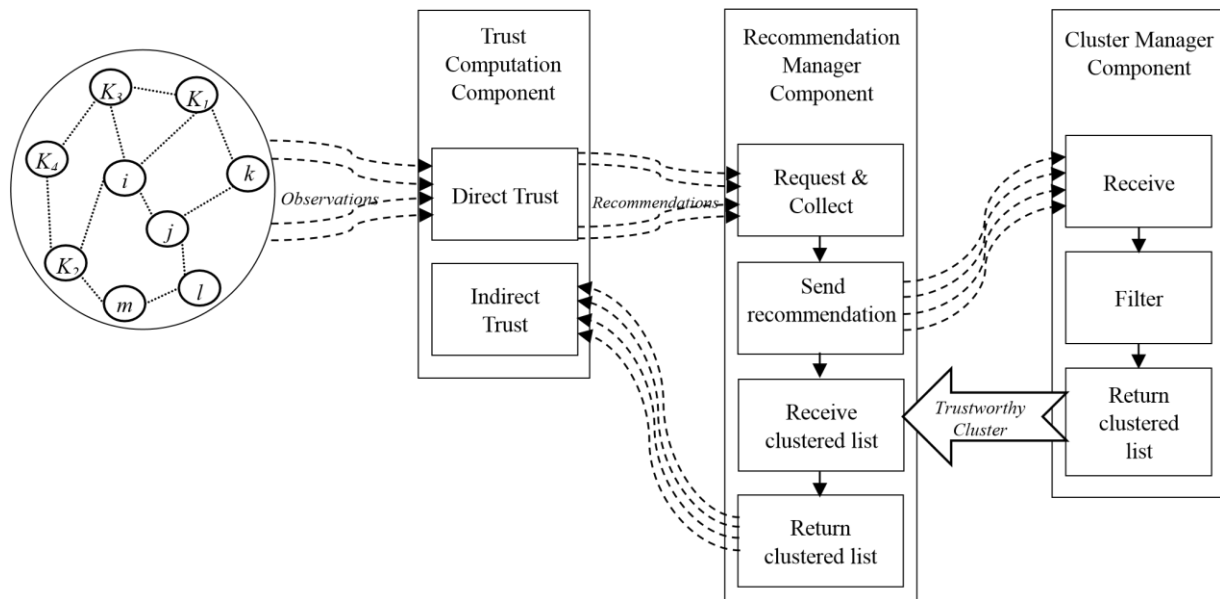 K3
K1
K4
i
k
j
K2
l
m
Observations
Trust
Computation
Component
Direct Trust
Indirect
Trust
Recommendations
Recommendation
Manager
Component
Request &
Collect
Send
recommendation
Receive
clustered list
Return
clustered list
Trustworthy
Cluster
Cluster Manager
Component
Receive
Filter
Return
clustered
list